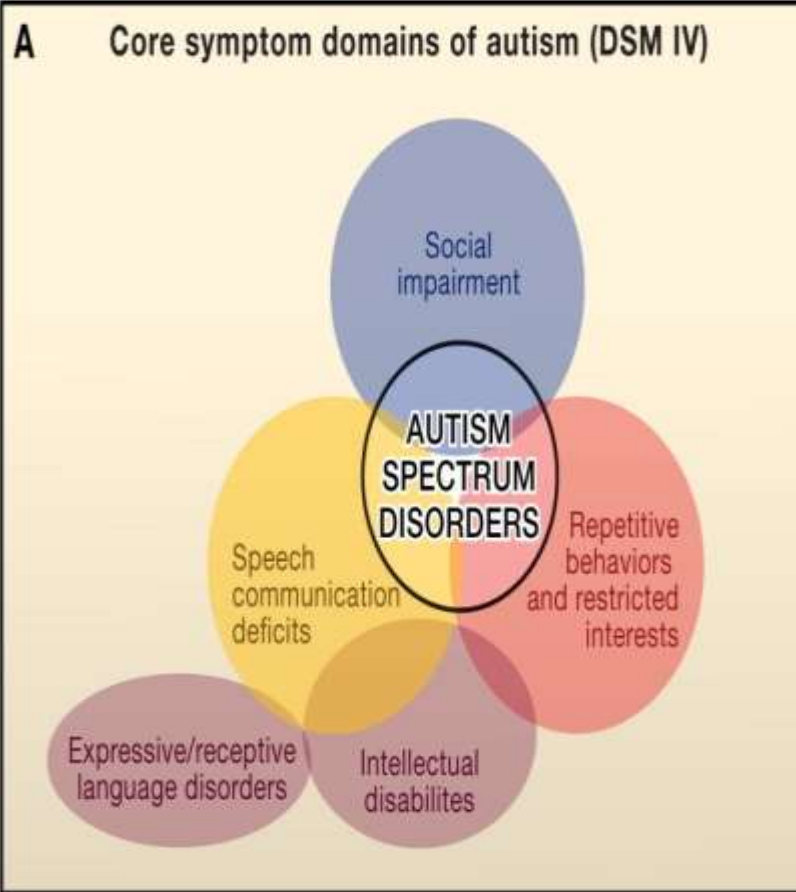 A Core symptom domains of autism (DSM IV)
Social
impairment
AUTISM
SPECTRUM
DISORDERS
Speech
communication
deficits
Repetitive
behaviors
and restricted
interests
Expressive/receptive
language disorders
Intellectual
disabilites